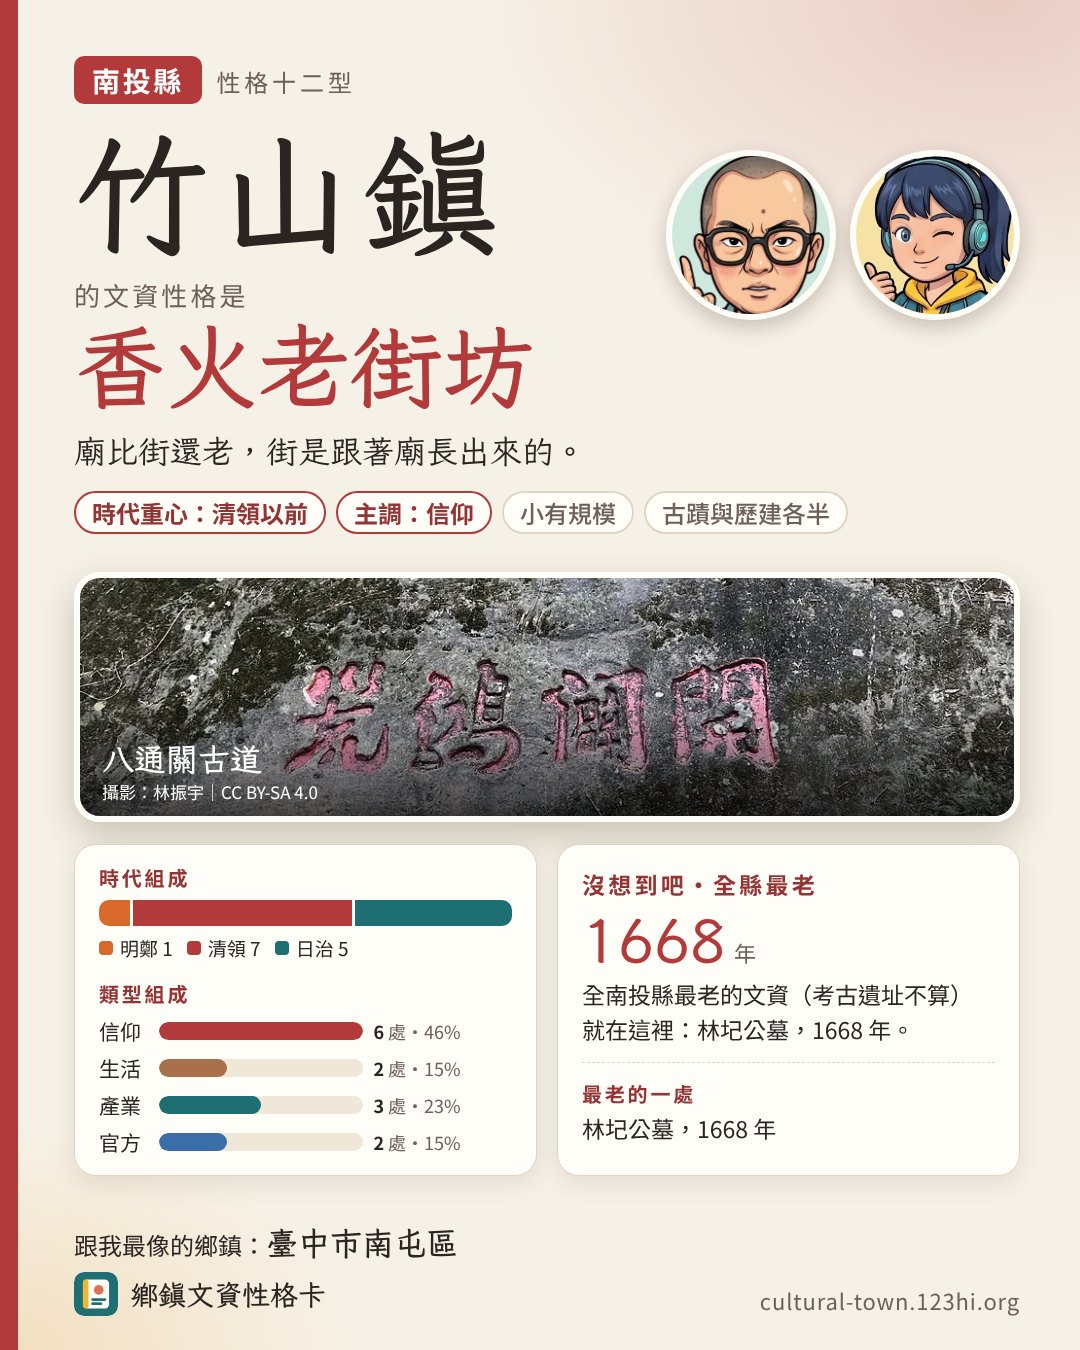 南投縣 性格十二型
竹山鎮
的文資性格是
香火老街坊
廟比街還老，街是跟著廟長出來的。
時代重心：清領以前 主調：信仰 小有規模 古蹟與歷建各半
荒鴻闢開
八通關古道
攝影：林振宇｜CC BY-SA 4.0
時代組成
明鄭 1 清領 7 日治 5
類型組成
信仰 6 處・46%
生活 2 處・15%
產業 3 處・23%
官方 2 處・15%
沒想到吧・全縣最老
1668 年
全南投縣最老的文資（考古遺址不算）
就在這裡：林圮公墓，1668 年。
最老的一處
林圮公墓，1668 年
跟我最像的鄉鎮：臺中市南屯區
鄉鎮文資性格卡
cultural-town.123hi.org